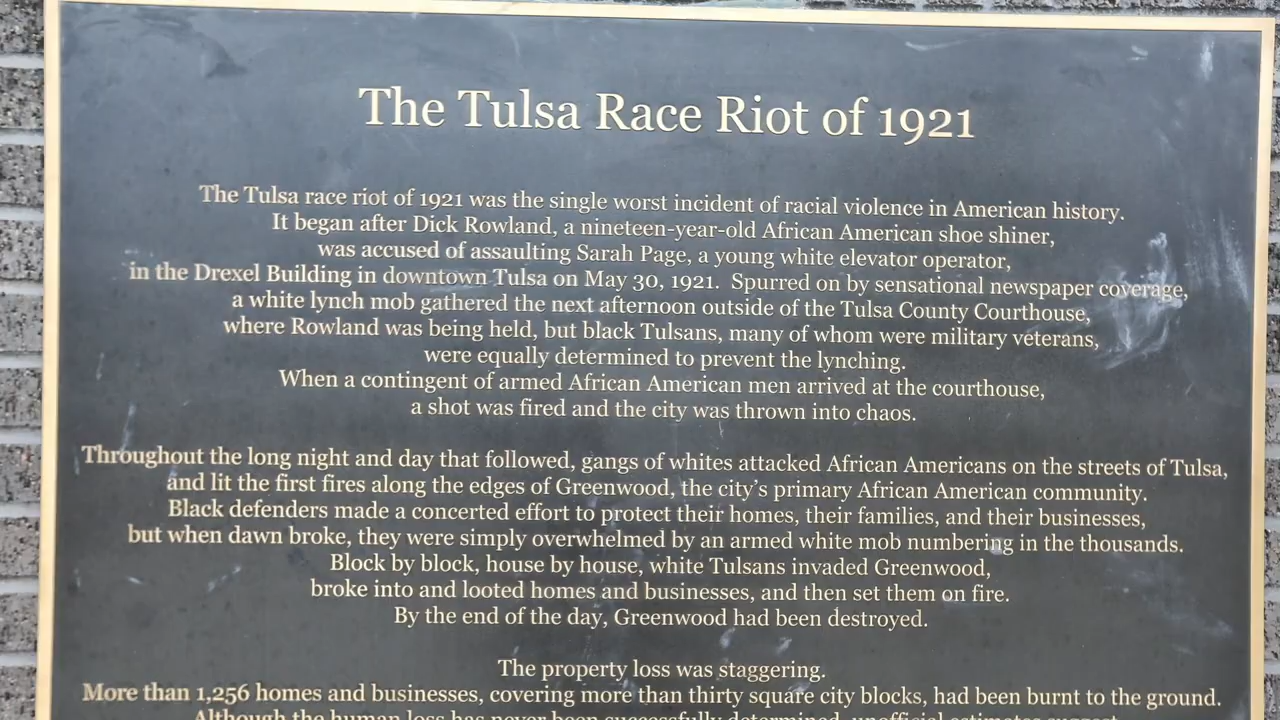 The Tulsa Race Riot of 1921
The Tulsa race riot of 1921 was the single worst incident of racial violence in American history.
It began after Dick Rowland, a nineteen-year-old African American shoe shiner,
was accused of assaulting Sarah Page, a young white elevator operator,
in the Drexel Building in downtown Tulsa on May 30, 1921.  Spurred on by sensational newspaper coverage,
a white lynch mob gathered the next afternoon outside of the Tulsa County Courthouse,
where Rowland was being held, but black Tulsans, many of whom were military veterans,
were equally determined to prevent the lynching.
When a contingent of armed African American men arrived at the courthouse,
a shot was fired and the city was thrown into chaos.
Throughout the long night and day that followed, gangs of whites attacked African Americans on the streets of Tulsa,
and lit the first fires along the edges of Greenwood, the city's primary African American community.
Black defenders made a concerted effort to protect their homes, their families, and their businesses,
but when dawn broke, they were simply overwhelmed by an armed white mob numbering in the thousands.
Block by block, house by house, white Tulsans invaded Greenwood,
broke into and looted homes and businesses, and then set them on fire.
By the end of the day, Greenwood had been destroyed.
The property loss was staggering.
More than 1,256 homes and businesses, covering more than thirty square city blocks, had been burnt to the ground.
Although the human loss has never been successfully determined, unofficial estimates suggest